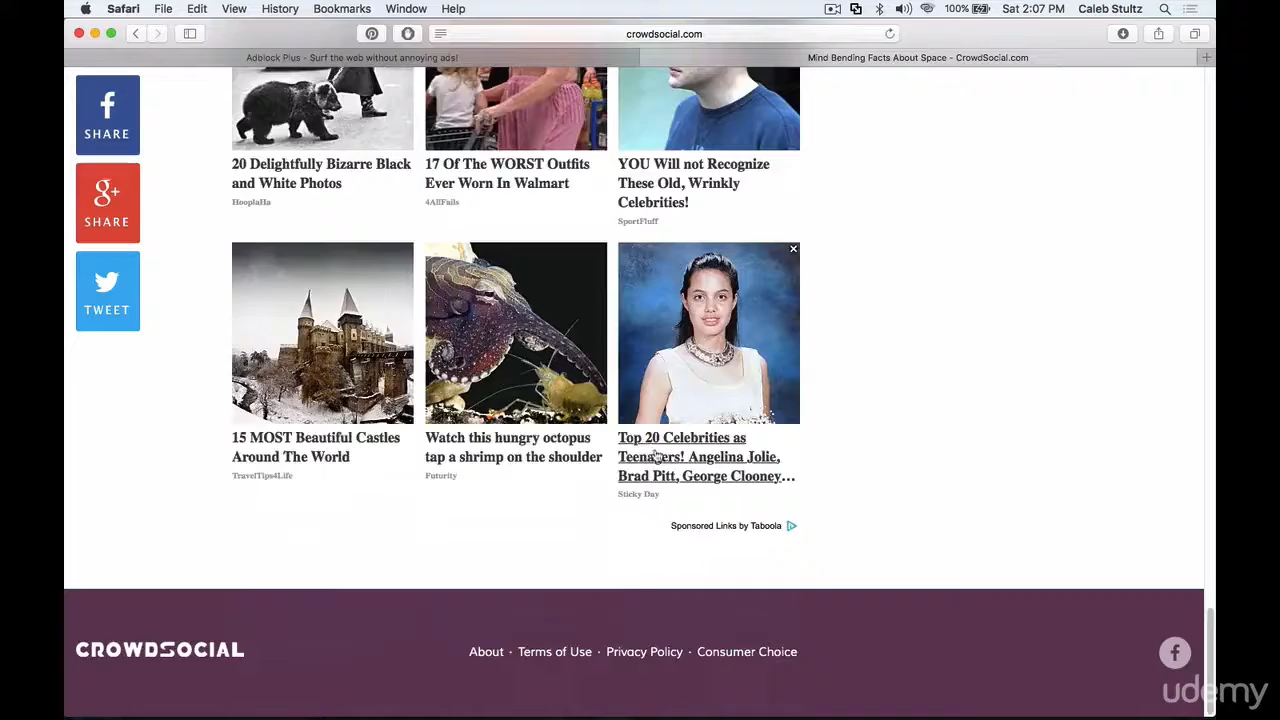 Safari File Edit View History Bookmarks Window Help 100% Sat 2:07 PM Caleb Stultz
crowdsocial.com
Adblock Plus - Surf the web without annoying ads!
Mind Bending Facts About Space - CrowdSocial.com
SHARE
g+
SHARE
TWEET
20 Delightfully Bizarre Black
and White Photos
HooplaHa
17 Of The WORST Outfits
Ever Worn In Walmart
4AllFails
YOU Will not Recognize
These Old, Wrinkly
Celebrities!
SportFluff
15 MOST Beautiful Castles
Around The World
TravelTips4Life
Watch this hungry octopus
tap a shrimp on the shoulder
Futurity
Top 20 Celebrities as
Teenagers! Angelina Jolie,
Brad Pitt, George Clooney...
Sticky Day
Sponsored Links by Taboola
CROWDSOCIAL
About · Terms of Use · Privacy Policy · Consumer Choice
udemy